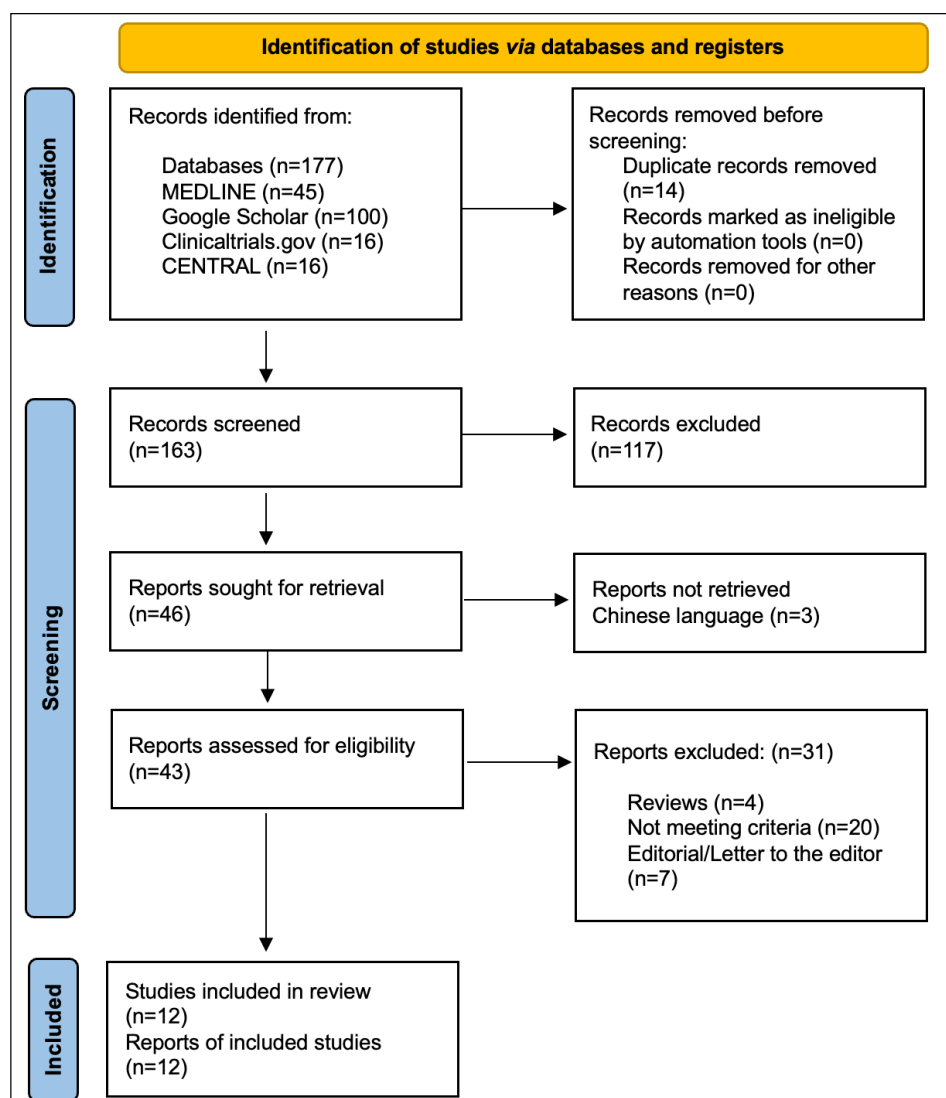 Identification of studies via databases and registers
Identification
Records identified from:
Databases (n=177)
MEDLINE (n=45)
Google Scholar (n=100)
Clinicaltrials.gov (n=16)
CENTRAL (n=16)
Records removed before
screening:
Duplicate records removed
(n=14)
Records marked as ineligible
by automation tools (n=0)
Records removed for other
reasons (n=0)
Screening
Records screened
(n=163)
Records excluded
(n=117)
Reports sought for retrieval
(n=46)
Reports not retrieved
Chinese language (n=3)
Reports assessed for eligibility
(n=43)
Reports excluded: (n=31)
Reviews (n=4)
Not meeting criteria (n=20)
Editorial/Letter to the editor
(n=7)
Included
Studies included in review
(n=12)
Reports of included studies
(n=12)